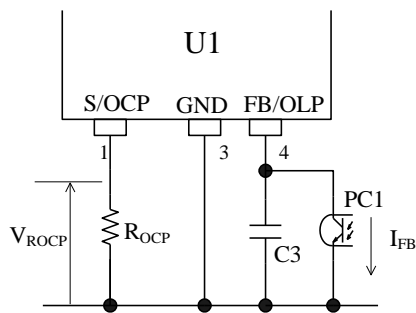 U1
S/OCP GND FB/OLP
1 3 4
PC1
VROCP ROCP C3 IFB